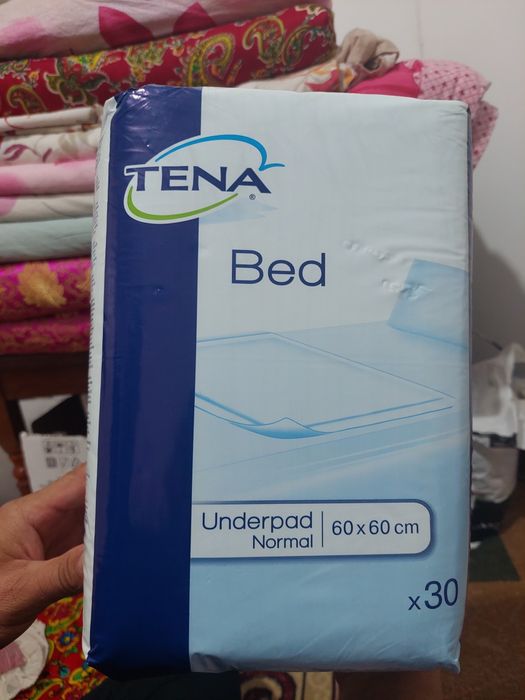 TENA®
Bed
Underpad
Normal
60 x 60 cm
x30